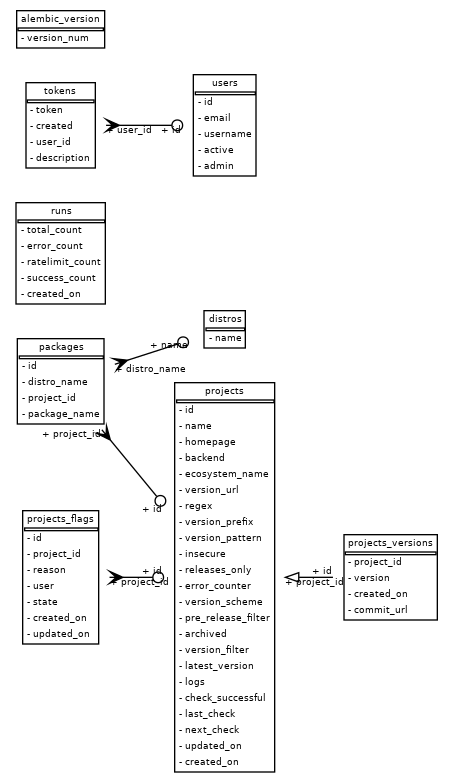 alembic_version
- version_num
tokens
- token
- created
- user_id
- description
+ user_id
+ id
users
- id
- email
- username
- active
- admin
runs
- total_count
- error_count
- ratelimit_count
- success_count
- created_on
distros
- name
+ name
+ distro_name
packages
- id
- distro_name
- project_id
- package_name
+ project_id
+ id
projects
- id
- name
- homepage
- backend
- ecosystem_name
- version_url
- regex
- version_prefix
- version_pattern
- insecure
- releases_only
- error_counter
- version_scheme
- pre_release_filter
- archived
- version_filter
- latest_version
- logs
- check_successful
- last_check
- next_check
- updated_on
- created_on
projects_flags
- id
- project_id
- reason
- user
- state
- created_on
- updated_on
+ id
+ project_id
+ id
+ project_id
projects_versions
- project_id
- version
- created_on
- commit_url